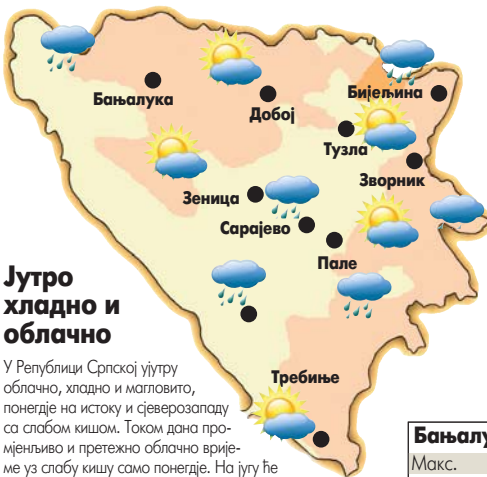 Бањалука
Добој
Бијељина
Тузла
Зворник
Зеница
Сарајево
Пале
Требиње
Јутро
хладно и
облачно
У Републици Српској ујутру
облачно, хладно и магловито,
понегдје на истоку и сјеверозападу
са слабом кишом. Током дана про-
мјенљиво и претежно облачно врије-
ме уз слабу кишу само понегдје. На југу ће
Бањалу
Макс.